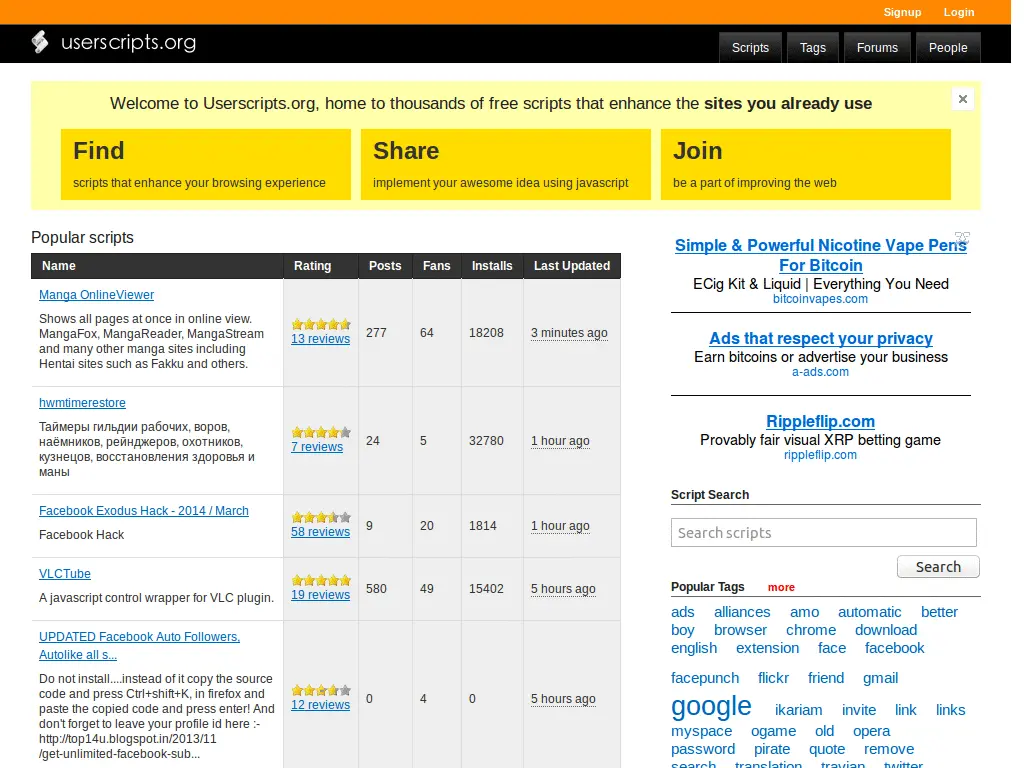 Signup Login
userscripts.org
Scripts Tags Forums People
Welcome to Userscripts.org, home to thousands of free scripts that enhance the sites you already use
Find
scripts that enhance your browsing experience
Share
implement your awesome idea using javascript
Join
be a part of improving the web
Popular scripts
Name Rating Posts Fans Installs Last Updated
Manga OnlineViewer
Shows all pages at once in online view.
MangaFox, MangaReader, MangaStream
and many other manga sites including
Hentai sites such as Fakku and others.
13 reviews
277 64 18208 3 minutes ago
hwmtimerestore
Таймеры гильдии рабочих, воров,
наёмников, рейнджеров, охотников,
кузнецов, восстановления здоровья и
маны
7 reviews
24 5 32780 1 hour ago
Facebook Exodus Hack - 2014 / March
Facebook Hack
58 reviews
9 20 1814 1 hour ago
VLCTube
A javascript control wrapper for VLC plugin.
19 reviews
580 49 15402 5 hours ago
UPDATED Facebook Auto Followers,
Autolike all s...
Do not install....instead of it copy the source
code and press Ctrl+shift+K, in firefox and
paste the copied code and press enter! And
don't forget to leave your profile id here :-
http://top14u.blogspot.in/2013/11
/get-unlimited-facebook-sub...
12 reviews
0 4 0 5 hours ago
Simple & Powerful Nicotine Vape Pens
For Bitcoin
ECig Kit & Liquid | Everything You Need
bitcoinvapes.com
Ads that respect your privacy
Earn bitcoins or advertise your business
a-ads.com
Rippleflip.com
Provably fair visual XRP betting game
rippleflip.com
Script Search
Search scripts
Search
Popular Tags more
ads alliances amo automatic better
boy browser chrome download
english extension face facebook
facepunch flickr friend gmail
google ikariam invite link links
myspace ogame old opera
password pirate quote remove
search translation travian twitter